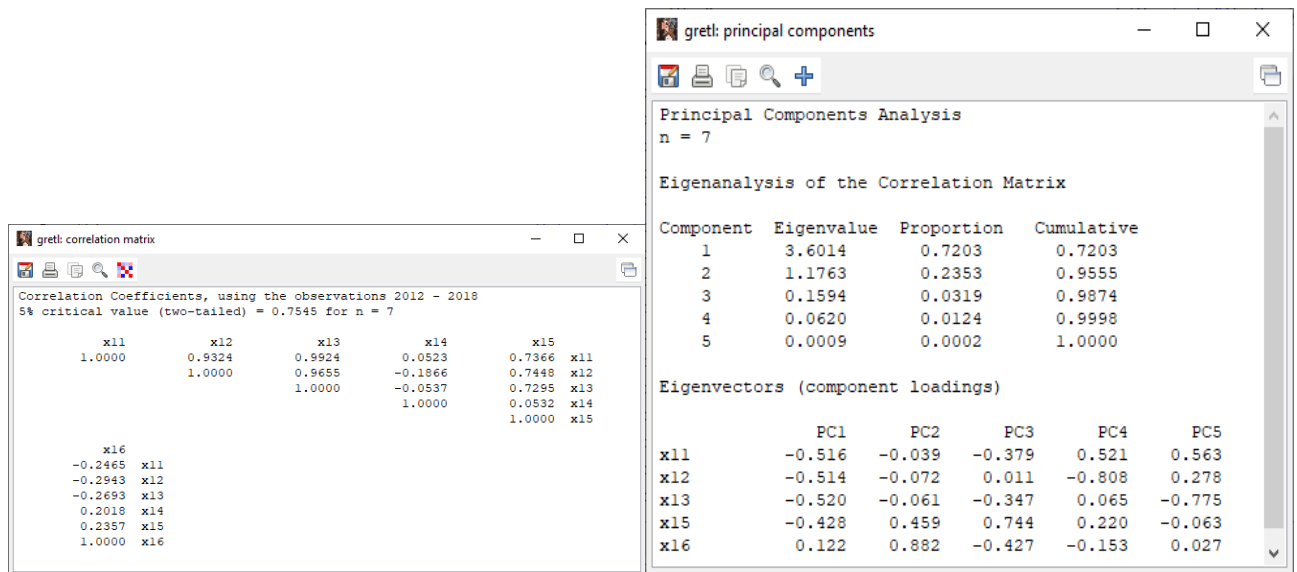 gretl: correlation matrix
Correlation Coefficients, using the observations 2012 - 2018
5% critical value (two-tailed) = 0.7545 for n = 7
x11 x12 x13 x14 x15
1.0000 0.9324 0.9924 0.0523 0.7366 x11
1.0000 0.9655 -0.1866 0.7448 x12
1.0000 -0.0537 0.7295 x13
1.0000 0.0532 x14
1.0000 x15
x16
-0.2465 x11
-0.2943 x12
-0.2693 x13
0.2018 x14
0.2357 x15
1.0000 x16
gretl: principal components
Principal Components Analysis
n = 7
Eigenanalysis of the Correlation Matrix
Component Eigenvalue Proportion Cumulative
1 3.6014 0.7203 0.7203
2 1.1763 0.2353 0.9555
3 0.1594 0.0319 0.9874
4 0.0620 0.0124 0.9998
5 0.0009 0.0002 1.0000
Eigenvectors (component loadings)
PC1 PC2 PC3 PC4 PC5
x11 -0.516 -0.039 -0.379 0.521 0.563
x12 -0.514 -0.072 0.011 -0.808 0.278
x13 -0.520 -0.061 -0.347 0.065 -0.775
x15 -0.428 0.459 0.744 0.220 -0.063
x16 0.122 0.882 -0.427 -0.153 0.027